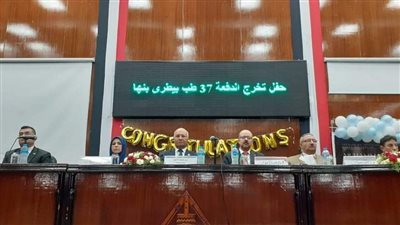 حفل تخرج الدفعة 37 طب بيطرى بنها
CONGRATULATIONS